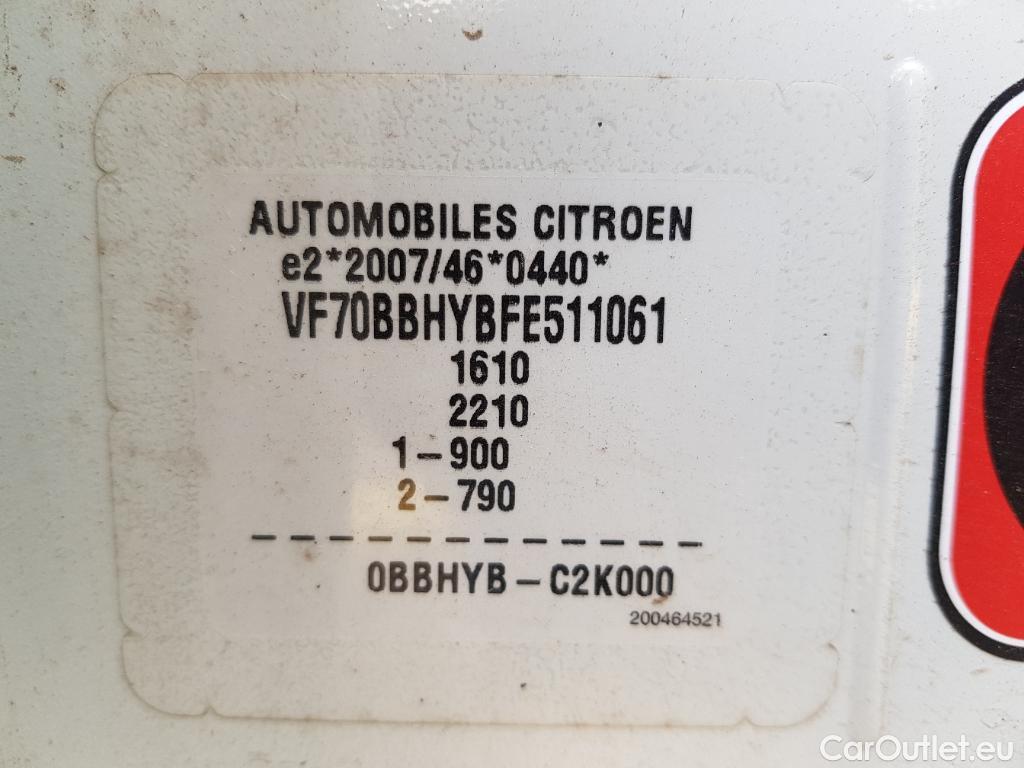 AUTOMOBILES CITROEN
e2*2007/46*0440*
VF70BBHYBFE511061
1610
2210
1-900
2-790
- - - - - - - - - - - - -
0BBHYB-C2K000
200464521
CarOutlet.eu